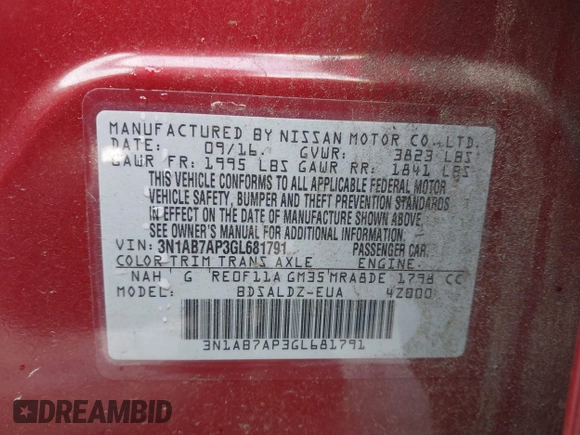 MANUFACTURED BY NISSAN MOTOR CO.,LTD.
DATE: 09/16. GVWR: 3823 LBS
GAWR FR: 1995 LBS GAWR RR: 1841 LBS
THIS VEHICLE CONFORMS TO ALL APPLICABLE FEDERAL MOTOR
VEHICLE SAFETY, BUMPER AND THEFT PREVENTION STANDARDS
IN EFFECT ON THE DATE OF MANUFACTURE SHOWN ABOVE.
SEE OWNER'S MANUAL FOR ADDITIONAL INFORMATION.
VIN: 3N1AB7AP3GL681791 PASSENGER CAR.
COLOR TRIM TRANS AXLE ENGINE
NAH G RE0F11A GM35 MRA8DE 1798 CC
MODEL: BDSALDZ-EUA 4Z800
3N1AB7AP3GL681791
DREAMBID